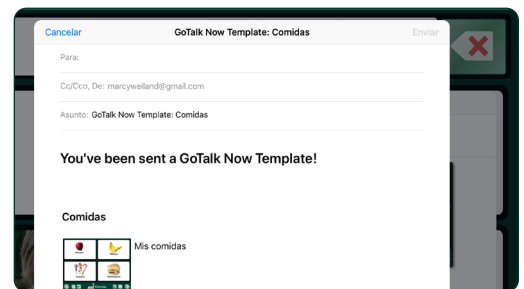 Cancelar GoTalk Now Template: Comidas Enviar
Para:
Cc/Cco, De: marcyweiland@gmail.com
Asunto: GoTalk Now Template: Comidas
You've been sent a GoTalk Now Template!
Comidas
Mis comidas